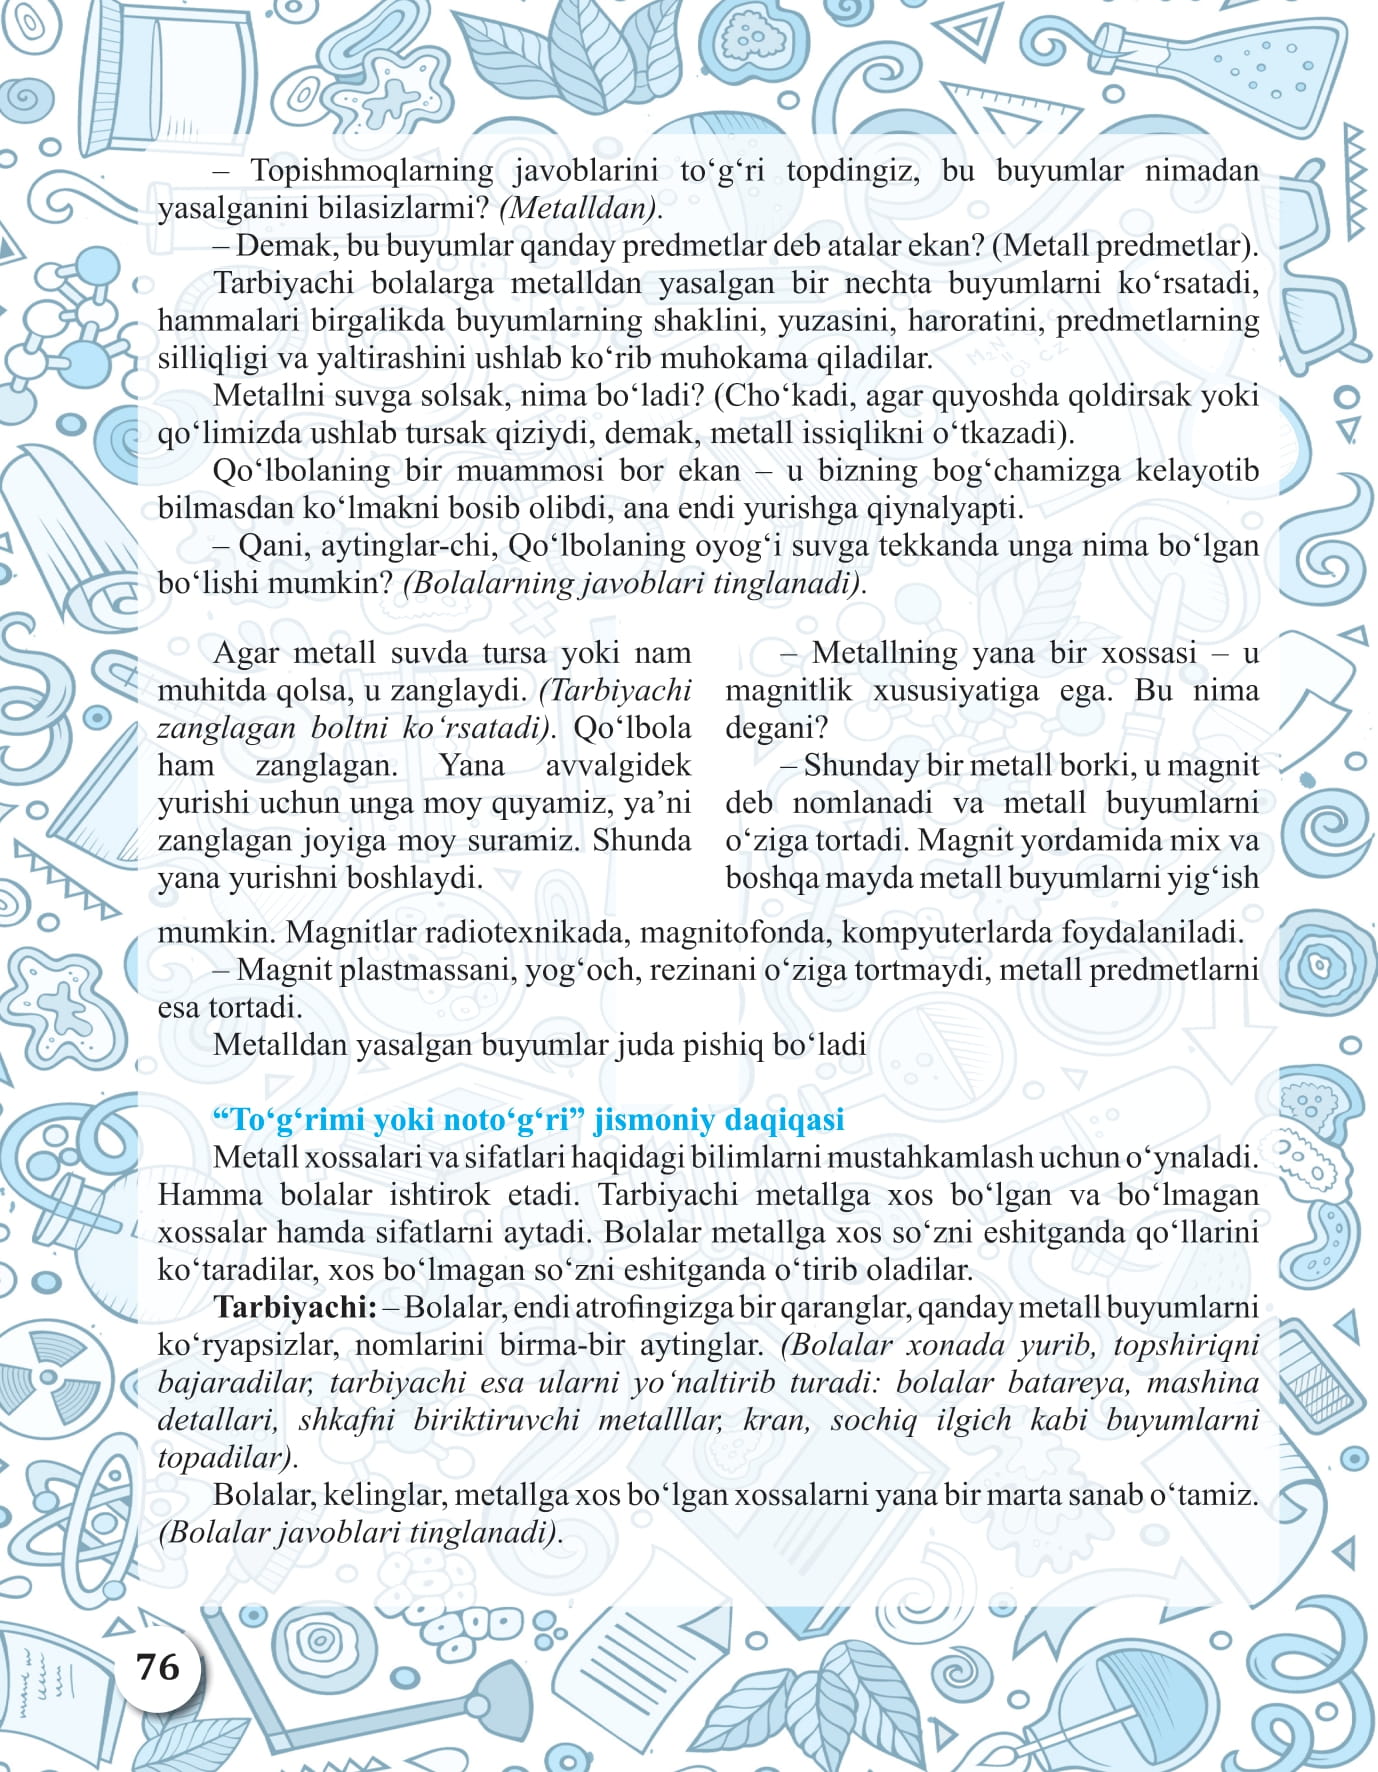 – Topishmoqlarning javoblarini to‘g‘ri topdingiz, bu buyumlar nimadan
yasalganini bilasizlarmi? (Metalldan).
– Demak, bu buyumlar qanday predmetlar deb atalar ekan? (Metall predmetlar).
Tarbiyachi bolalarga metalldan yasalgan bir nechta buyumlarni ko‘rsatadi,
hammalari birgalikda buyumlarning shaklini, yuzasini, haroratini, predmetlarning
silliqligi va yaltirashini ushlab ko‘rib muhokama qiladilar.
Metallni suvga solsak, nima bo‘ladi? (Cho‘kadi, agar quyoshda qoldirsak yoki
qo‘limizda ushlab tursak qiziydi, demak, metall issiqlikni o‘tkazadi).
Qo‘lbolaning bir muammosi bor ekan – u bizning bog‘chamizga kelayotib
bilmasdan ko‘lmakni bosib olibdi, ana endi yurishga qiynalyapti.
– Qani, aytinglar-chi, Qo‘lbolaning oyog‘i suvga tekkanda unga nima bo‘lgan
bo‘lishi mumkin? (Bolalarning javoblari tinglanadi).
Agar metall suvda tursa yoki nam
muhitda qolsa, u zanglaydi. (Tarbiyachi
zanglagan boltni ko‘rsatadi). Qo‘lbola
ham zanglagan. Yana avvalgidek
yurishi uchun unga moy quyamiz, ya’ni
zanglagan joyiga moy suramiz. Shunda
yana yurishni boshlaydi.
– Metallning yana bir xossasi – u
magnitlik xususiyatiga ega. Bu nima
degani?
– Shunday bir metall borki, u magnit
deb nomlanadi va metall buyumlarni
o‘ziga tortadi. Magnit yordamida mix va
boshqa mayda metall buyumlarni yig‘ish
mumkin. Magnitlar radiotexnikada, magnitofonda, kompyuterlarda foydalaniladi.
– Magnit plastmassani, yog‘och, rezinani o‘ziga tortmaydi, metall predmetlarni
esa tortadi.
Metalldan yasalgan buyumlar juda pishiq bo‘ladi
“To‘g‘rimi yoki noto‘g‘ri” jismoniy daqiqasi
Metall xossalari va sifatlari haqidagi bilimlarni mustahkamlash uchun o‘ynaladi.
Hamma bolalar ishtirok etadi. Tarbiyachi metallga xos bo‘lgan va bo‘lmagan
xossalar hamda sifatlarni aytadi. Bolalar metallga xos so‘zni eshitganda qo‘llarini
ko‘taradilar, xos bo‘lmagan so‘zni eshitganda o‘tirib oladilar.
Tarbiyachi: – Bolalar, endi atrofingizga bir qaranglar, qanday metall buyumlarni
ko‘ryapsizlar, nomlarini birma-bir aytinglar. (Bolalar xonada yurib, topshiriqni
bajaradilar, tarbiyachi esa ularni yo‘naltirib turadi: bolalar batareya, mashina
detallari, shkafni biriktiruvchi metalllar, kran, sochiq ilgich kabi buyumlarni
topadilar).
Bolalar, kelinglar, metallga xos bo‘lgan xossalarni yana bir marta sanab o‘tamiz.
(Bolalar javoblari tinglanadi).
76